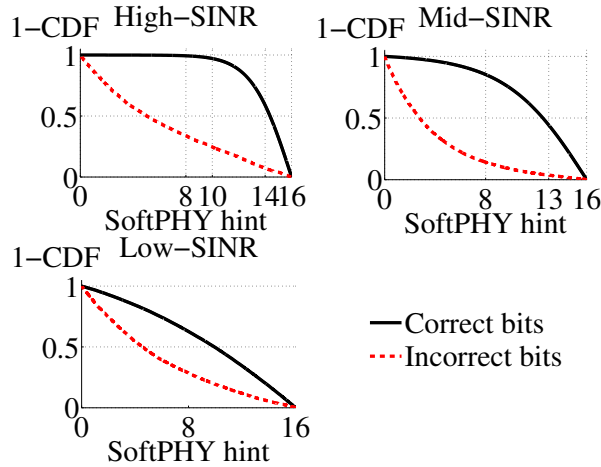 High−SINR
1−CDF
1
0.5
0
0 8 10 14 16
SoftPHY hint
Mid−SINR
1−CDF
1
0.5
0
0 8 13 16
SoftPHY hint
Low−SINR
1−CDF
1
0.5
0
0 8 16
SoftPHY hint
Correct bits
Incorrect bits